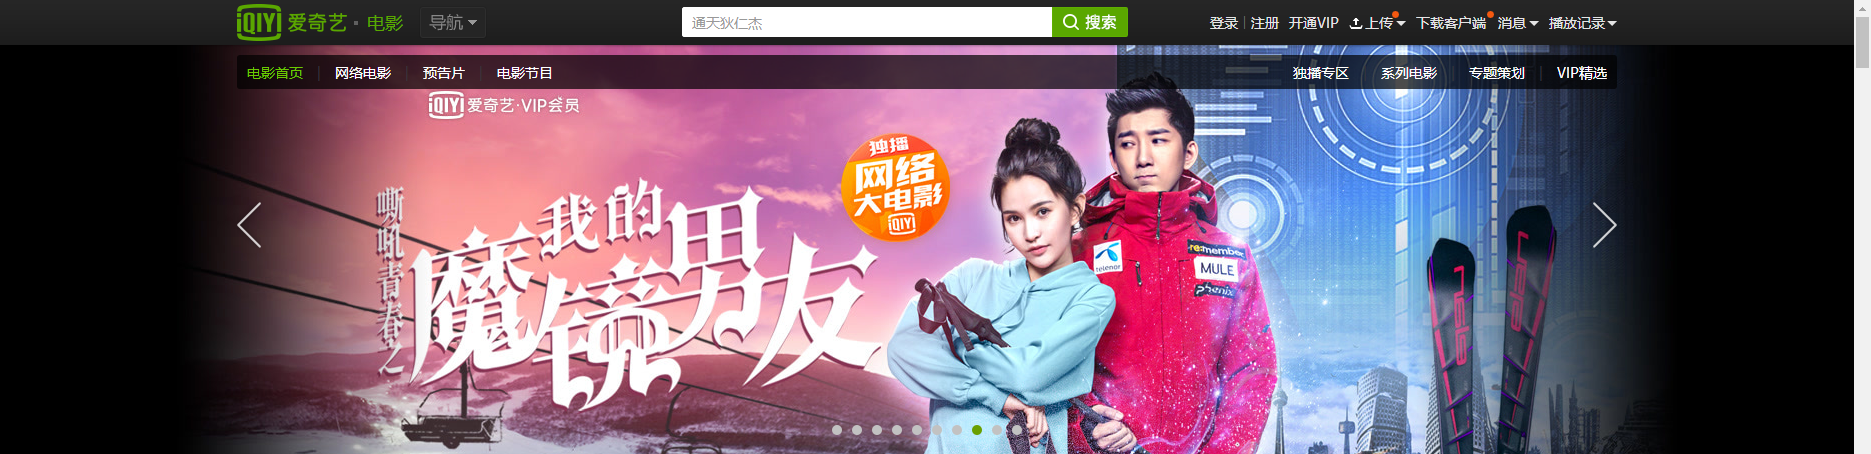 iQIYI 爱奇艺 · 电影 导航
通天狄仁杰 搜索
登录 注册 开通VIP 上传 下载客户端 消息 播放记录
电影首页 网络电影 预告片 电影节目 独播专区 系列电影 专题策划 VIP精选
iQIYI 爱奇艺·VIP会员
独播
网络
大电影
iQIYI
嘶吼青春之
我的
魔镜男友
telenor
re:member
MULE
phenix